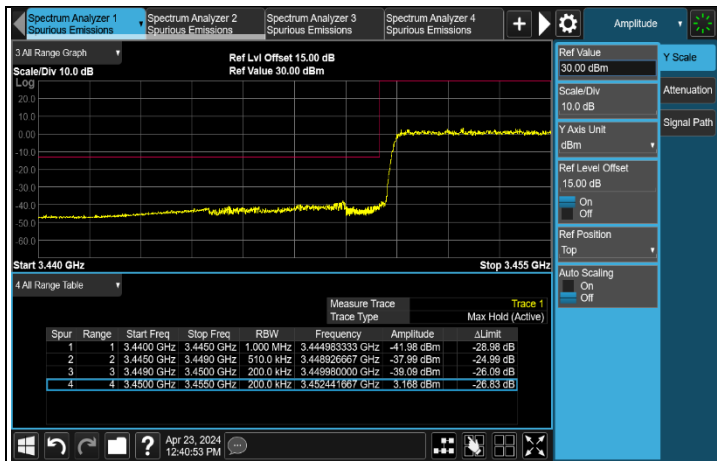 Spectrum Analyzer 1
Spurious Emissions
Spectrum Analyzer 2
Spurious Emissions
Spectrum Analyzer 3
Spurious Emissions
Spectrum Analyzer 4
Spurious Emissions
+
Amplitude
3 All Range Graph
Scale/Div 10.0 dB
Ref Lvl Offset 15.00 dB
Ref Value 30.00 dBm
Log
20.0
10.0
0.00
-10.0
-20.0
-30.0
-40.0
-50.0
-60.0
Start 3.440 GHz
Stop 3.455 GHz
4 All Range Table
Measure Trace Trace 1
Trace Type Max Hold (Active)
Spur Range Start Freq Stop Freq RBW Frequency Amplitude ΔLimit
1 1 3.4400 GHz 3.4450 GHz 1.000 MHz 3.444983333 GHz -41.98 dBm -28.98 dB
2 2 3.4450 GHz 3.4490 GHz 510.0 kHz 3.448926667 GHz -37.99 dBm -24.99 dB
3 3 3.4490 GHz 3.4500 GHz 200.0 kHz 3.449980000 GHz -39.09 dBm -26.09 dB
4 4 3.4500 GHz 3.4550 GHz 200.0 kHz 3.452441667 GHz 3.168 dBm -26.83 dB
Ref Value
30.00 dBm
Scale/Div
10.0 dB
Y Axis Unit
dBm
Ref Level Offset
15.00 dB
On
Off
Ref Position
Top
Auto Scaling
On
Off
Y Scale
Attenuation
Signal Path
?
Apr 23, 2024
12:40:53 PM